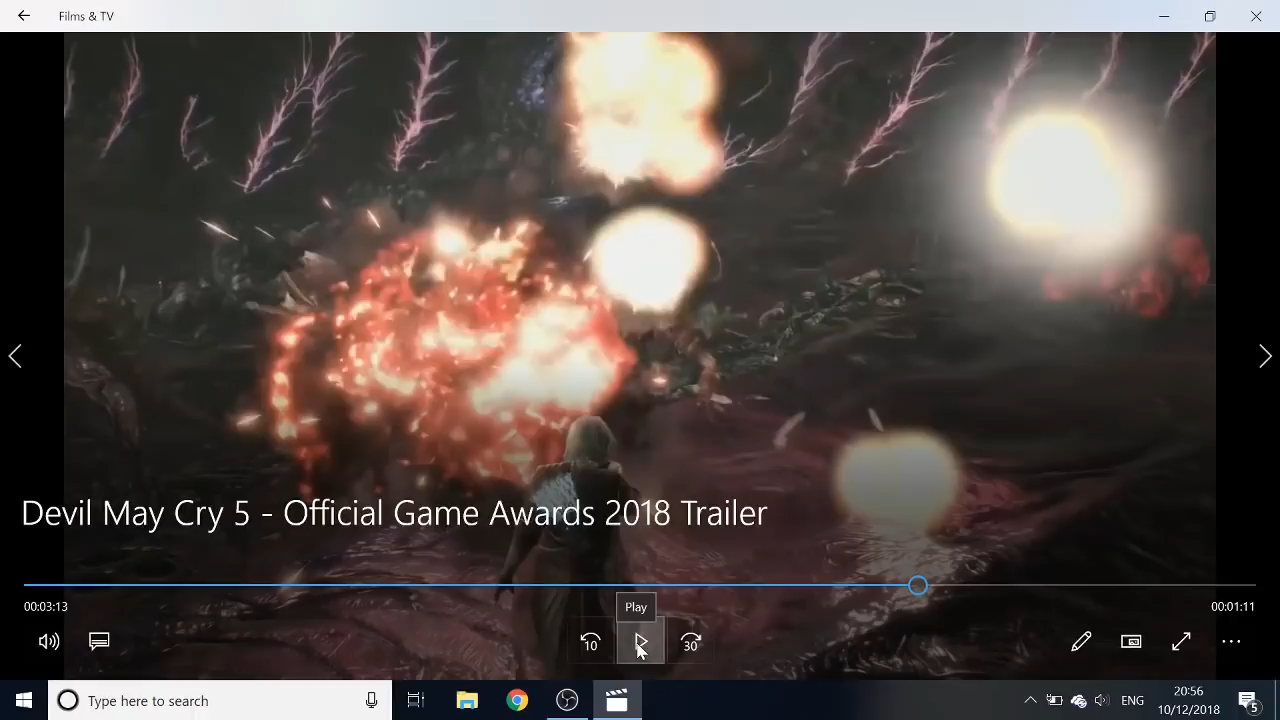 Films & TV
Devil May Cry 5 - Official Game Awards 2018 Trailer
00:03:13
Play
00:01:11
10
30
Type here to search
ENG
20:56
10/12/2018
5